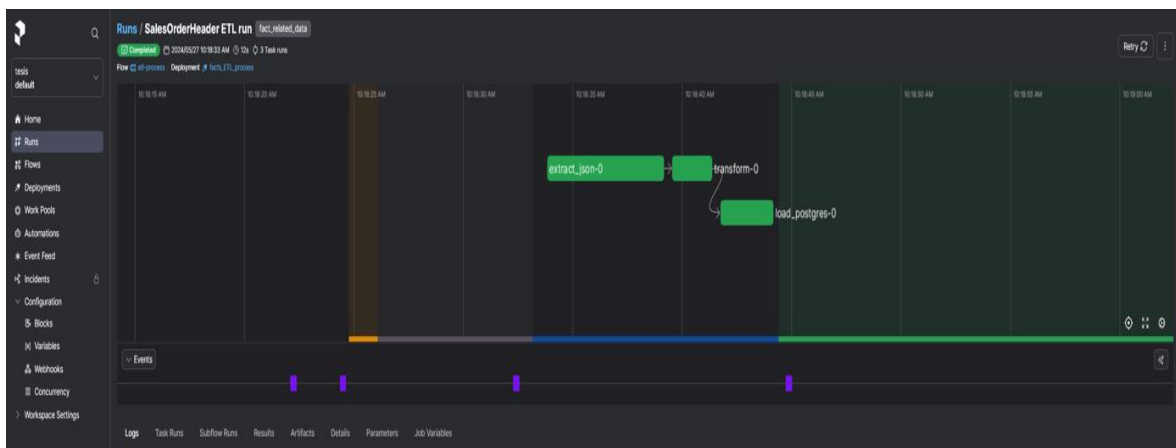 Runs / SalesOrderHeader ETL run fact_related_data
Completed 2024/05/27 10:18:33 AM 12s 3 Task runs
Flow etl-process Deployment facts_ETL_process
Retry
tesis
default
Home
Runs
Flows
Deployments
Work Pools
Automations
Event Feed
Incidents
Configuration
Blocks
Variables
Webhooks
Concurrency
Workspace Settings
10:18:15 AM 10:18:20 AM 10:18:25 AM 10:18:30 AM 10:18:35 AM 10:18:40 AM 10:18:45 AM 10:18:50 AM 10:18:55 AM 10:19:00 AM
extract_json-0 transform-0
load_postgres-0
Events
Logs Task Runs Subflow Runs Results Artifacts Details Parameters Job Variables